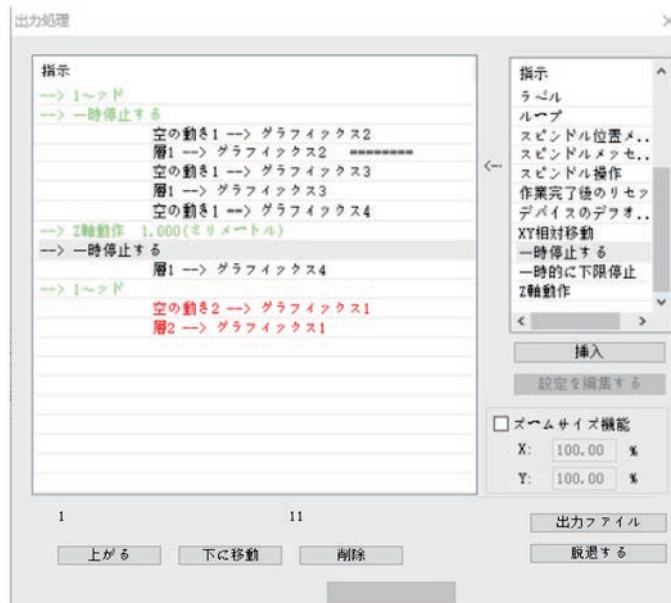 出力処理
指示
--> 1~ッド
--> 一時停止する
空の動き1 --> グラフィックス2
層1 --> グラフィックス2 ========
空の動き1 --> グラフィックス3
層1 --> グラフィックス3
空の動き1 --> グラフィックス4
--> Z軸動作 1.000(ミリメートル)
--> 一時停止する
層1 --> グラフィックス4
--> 1~ッド
空の動き2 --> グラフィックス1
層2 --> グラフィックス1
<--
指示
ラベル
ループ
スピンドル位置メ..
スピンドルメッセ..
スピンドル操作
作業完了後のリセッ
デバイスのデフォ..
XY相対移動
一時停止する
一時的に下限停止
Z軸動作
挿入
設定を編集する
ズームサイズ機能
X: 100.00 %
Y: 100.00 %
1 11
出力ファイル
上がる 下に移動 削除 脱退する